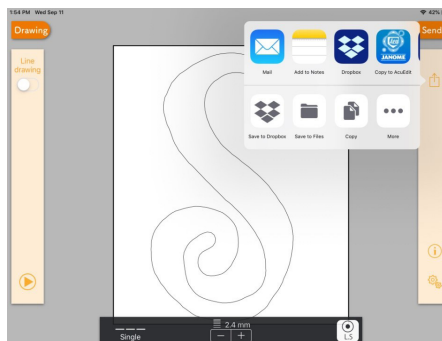 1:54 PM Wed Sep 11
42%
Drawing
Send
Line
drawing
JANOME
Mail
Add to Notes
Dropbox
Copy to AcuEdit
Save to Dropbox
Save to Files
Copy
More
2.4 mm
Single
− +
L.S